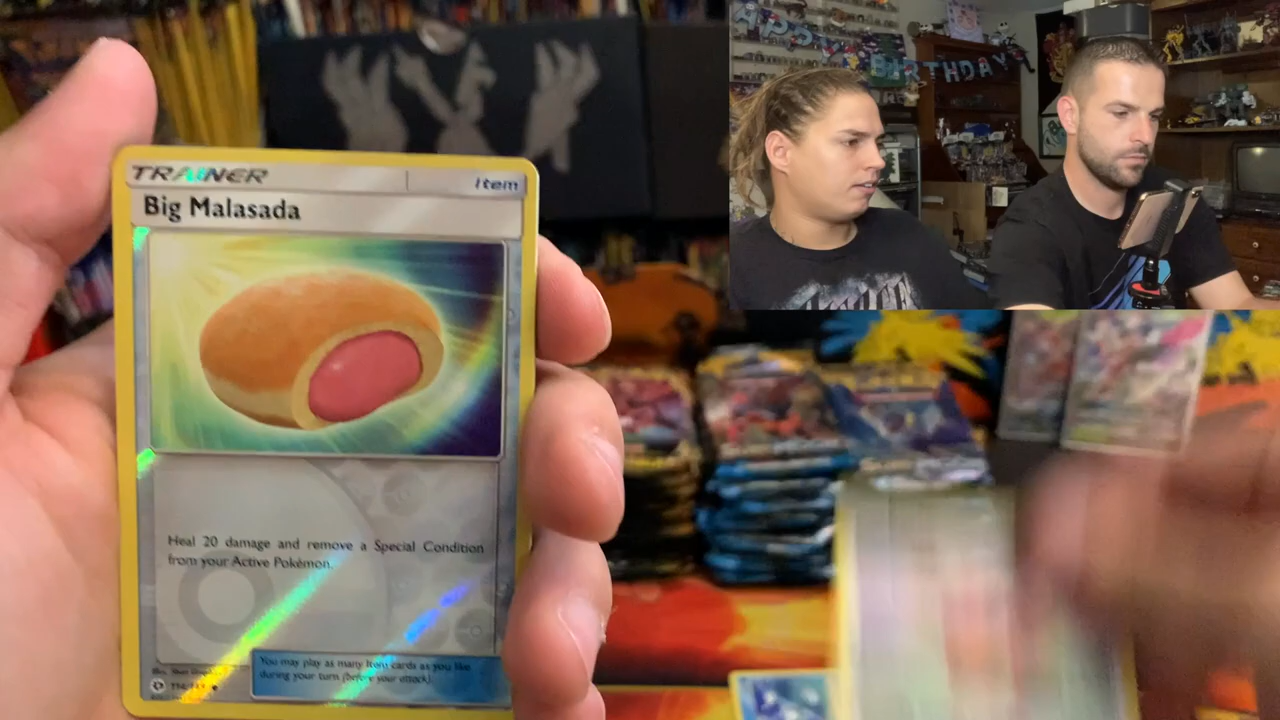 TRAINER
Item
Big Malasada
Heal 20 damage and remove a Special Condition
from your Active Pokémon.
You may play as many Item cards as you like
during your turn (before your attack).
HAPPY
BIRTHDAY